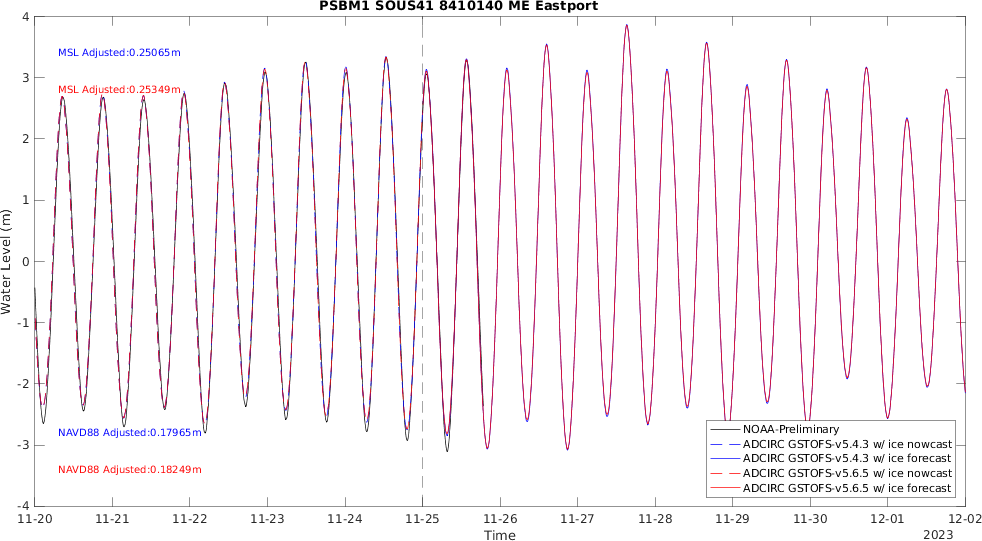 PSBM1 SOUS41 8410140 ME Eastport
4
3
2
1
0
-1
-2
-3
-4
Water Level (m)
MSL Adjusted:0.25065m
MSL Adjusted:0.25349m
NAVD88 Adjusted:0.17965m
NAVD88 Adjusted:0.18249m
NOAA-Preliminary
ADCIRC GSTOFS-v5.4.3 w/ ice nowcast
ADCIRC GSTOFS-v5.4.3 w/ ice forecast
ADCIRC GSTOFS-v5.6.5 w/ ice nowcast
ADCIRC GSTOFS-v5.6.5 w/ ice forecast
11-20 11-21 11-22 11-23 11-24 11-25 11-26 11-27 11-28 11-29 11-30 12-01 12-02
Time
2023